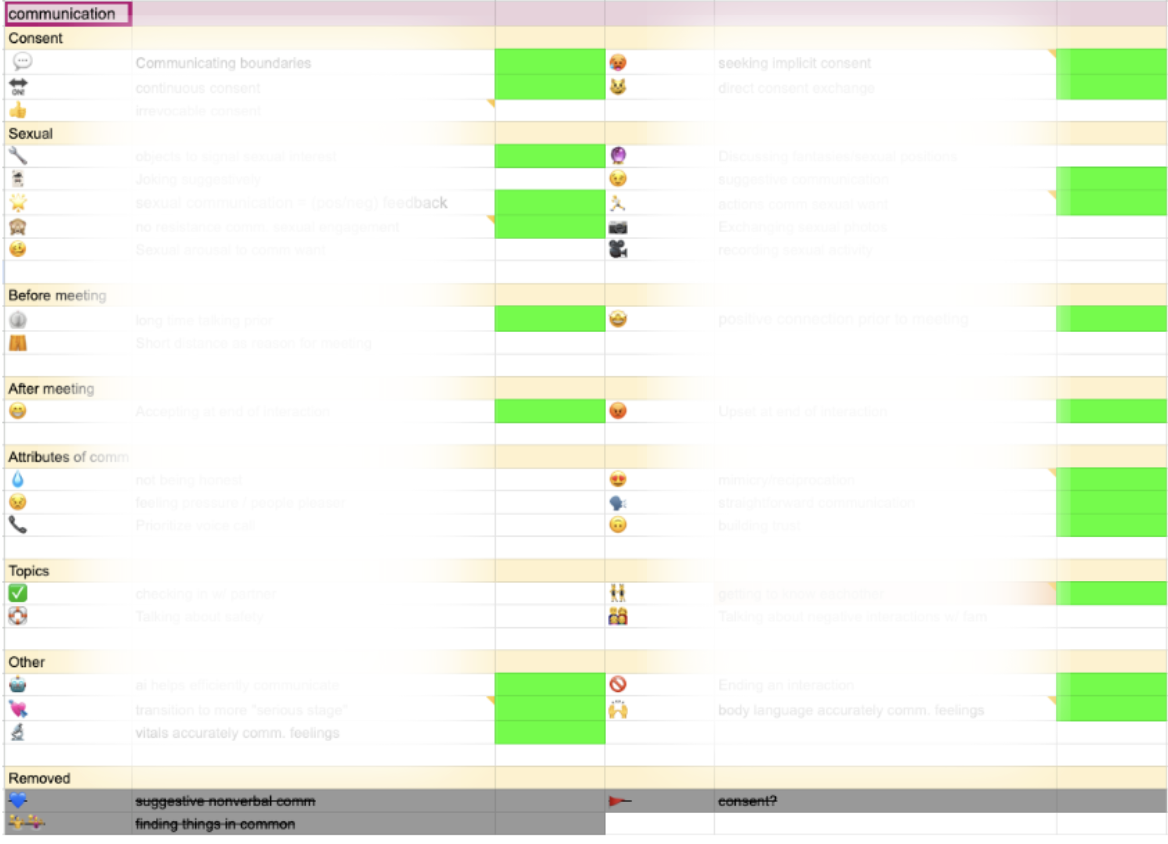 communication
Consent
Communicating boundaries
seeking implicit consent
continuous consent
direct consent exchange
irrevocable consent
Sexual
objects to signal sexual interest
Discussing fantasies/sexual positions
Joking suggestively
suggestive communication
sexual communication = (pos/neg) feedback
actions comm sexual want
no resistance comm. sexual engagement
Exchanging sexual photos
Sexual arousal to comm want
recording sexual activity
Before meeting
long time talking prior
positive connection prior to meeting
Short distance as reason for meeting
After meeting
Accepting at end of interaction
Upset at end of interaction
Attributes of comm
not being honest
mimicry/reciprocation
feeling pressure / people please
straightforward communication
Prioritize voice call
building trust
Topics
checking in w/ partner
getting to know eachother
Talking about safety
Talking about negative interactions w/ fam
Other
ai helps efficiently communicate
Ending an interaction
transition to more "serious stage"
body language accurately comm. feelings
vitals accurately comm. feelings
Removed
suggestive nonverbal comm
consent?
finding things in common